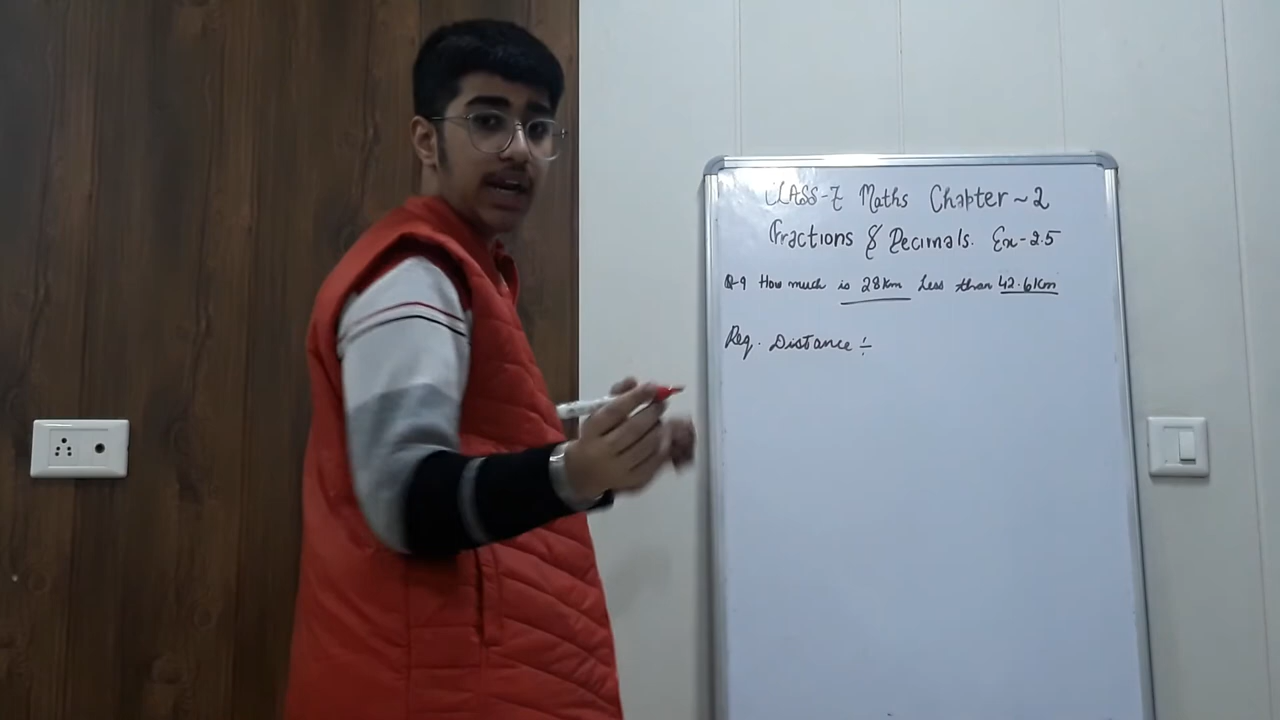 CLASS-7 Maths Chapter ~ 2
Fractions & Decimals. Ex-2.5
Q-9 How much is 28km less than 42.6km
Req. Distance ÷